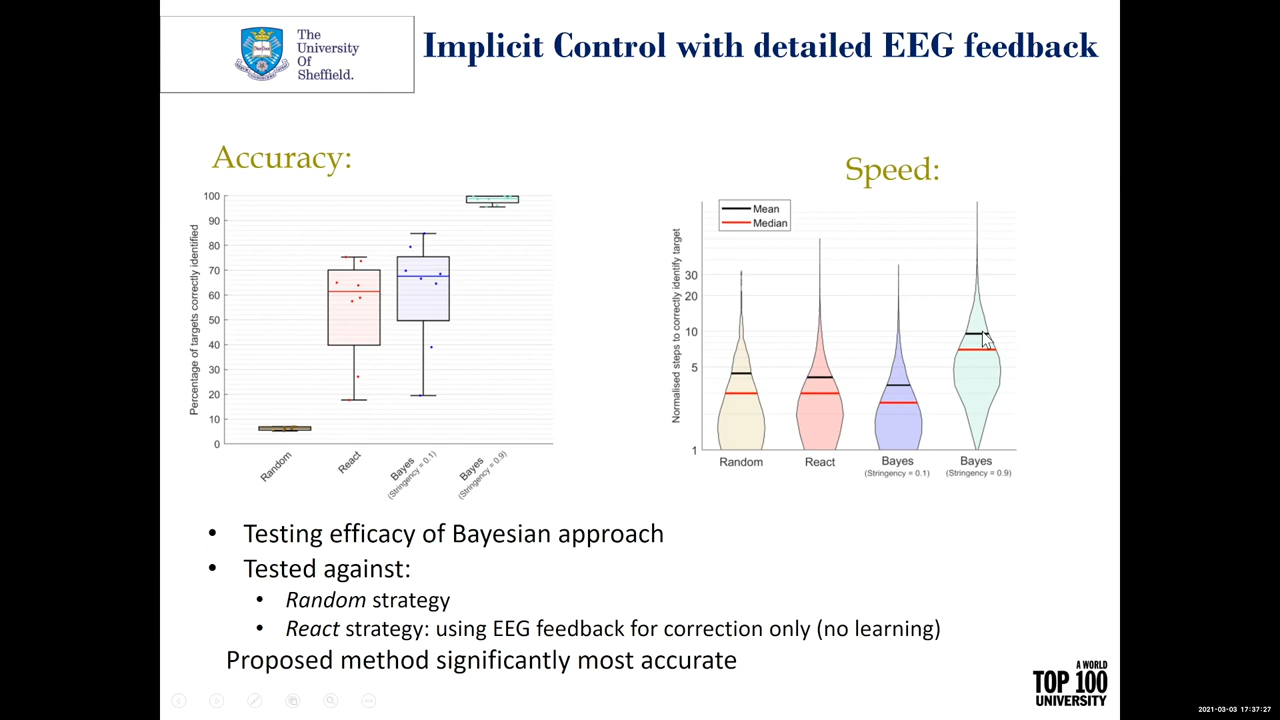 The
University
Of
Sheffield.
Implicit Control with detailed EEG feedback
Accuracy:
Percentage of targets correctly identified
100
90
80
70
60
50
40
30
20
10
0
Random
React
Bayes
(Stringency = 0.1)
Bayes
(Stringency = 0.9)
Speed:
Mean
Median
Normalised steps to correctly identify target
30
20
10
5
1
Random
React
Bayes
(Stringency = 0.1)
Bayes
(Stringency = 0.9)
• Testing efficacy of Bayesian approach
• Tested against:
• Random strategy
• React strategy: using EEG feedback for correction only (no learning)
Proposed method significantly most accurate
A WORLD
TOP 100
UNIVERSITY
2021-03-03 17:37:27